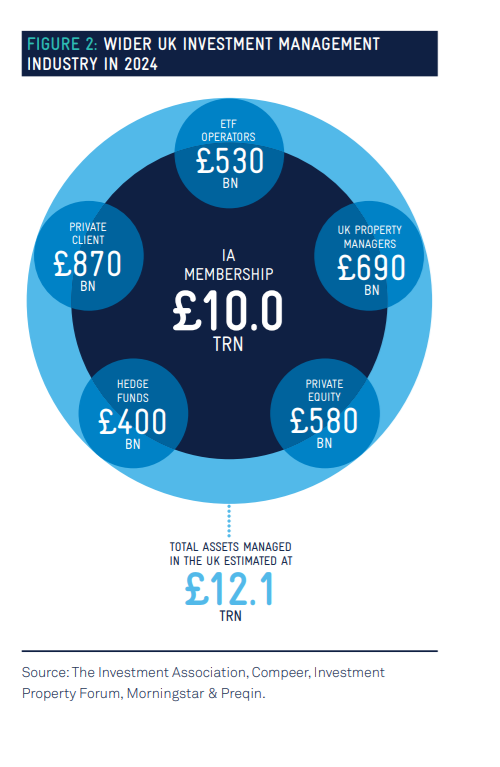 FIGURE 2: WIDER UK INVESTMENT MANAGEMENT
INDUSTRY IN 2024
ETF
OPERATORS
£530
BN
PRIVATE
CLIENT
£870
BN
UK PROPERTY
MANAGERS
£690
BN
IA
MEMBERSHIP
£10.0
TRN
HEDGE
FUNDS
£400
BN
PRIVATE
EQUITY
£580
BN
TOTAL ASSETS MANAGED
IN THE UK ESTIMATED AT
£12.1
TRN
Source: The Investment Association, Compeer, Investment
Property Forum, Morningstar & Preqin.